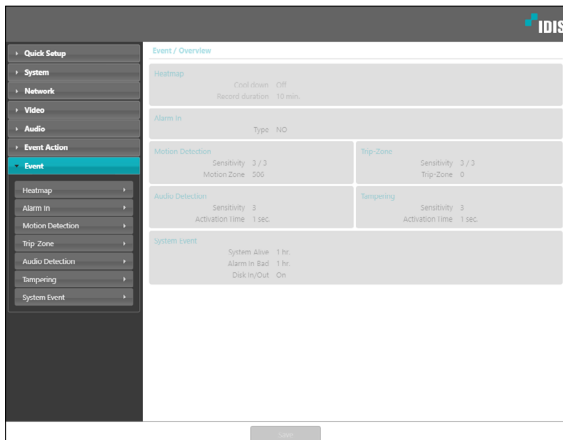 IDIS
Quick Setup
System
Network
Video
Audio
Event Action
Event
Heatmap
Alarm In
Motion Detection
Trip Zone
Audio Detection
Tampering
System Event
Event / Overview
Heatmap
Cool down Off
Record duration 10 min.
Alarm In
Type NO
Motion Detection
Sensitivity 3 / 3
Motion Zone 300
Trip-Zone
Sensitivity 3 / 3
Trip-Zone 0
Audio Detection
Sensitivity 3
Activation Time 1 sec.
Tampering
Sensitivity 3
Activation Time 1 sec.
System Event
System Alive 1 hr.
Alarm In Bad 1 hr.
Disk In/Out On
Save